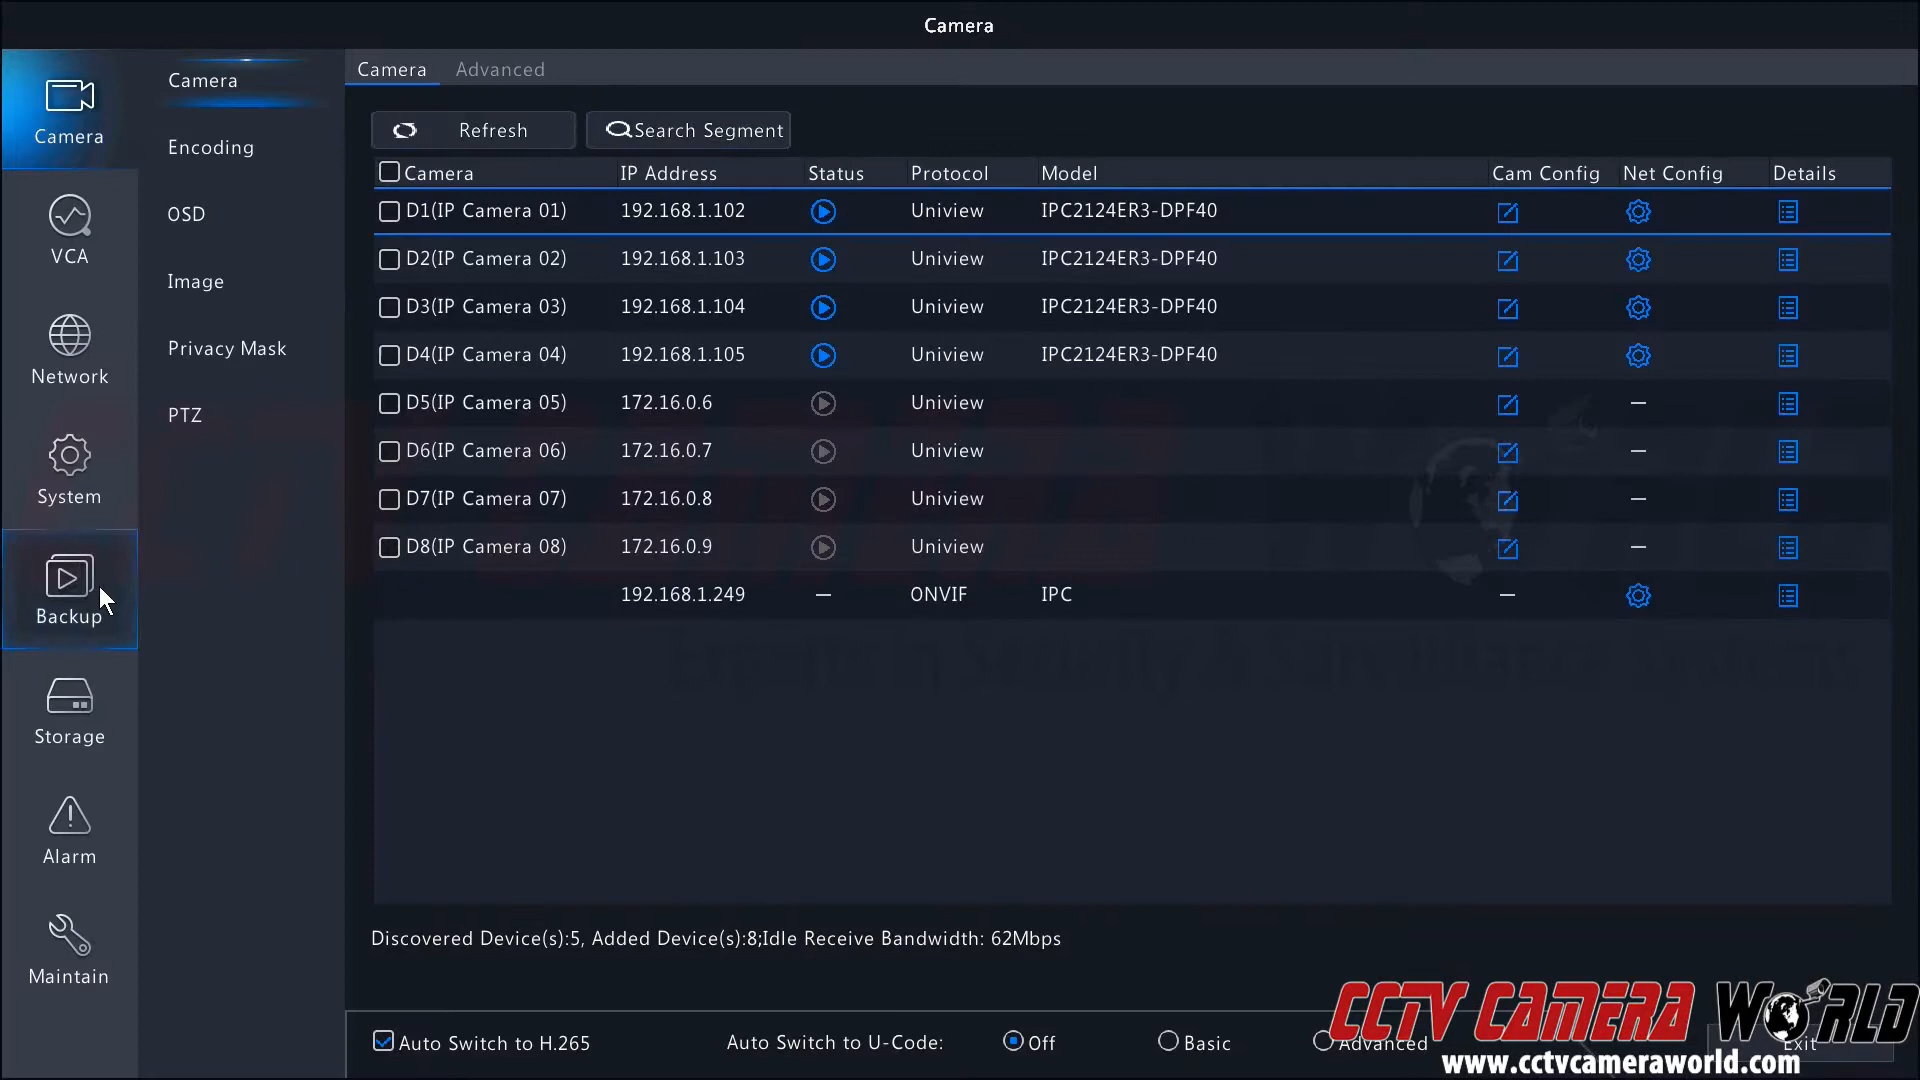 Camera
Camera
VCA
Network
System
Backup
Storage
Alarm
Maintain
Camera
Encoding
OSD
Image
Privacy Mask
PTZ
Camera Advanced
Refresh Search Segment
Camera IP Address Status Protocol Model Cam Config Net Config Details
D1(IP Camera 01) 192.168.1.102 Uniview IPC2124ER3-DPF40
D2(IP Camera 02) 192.168.1.103 Uniview IPC2124ER3-DPF40
D3(IP Camera 03) 192.168.1.104 Uniview IPC2124ER3-DPF40
D4(IP Camera 04) 192.168.1.105 Uniview IPC2124ER3-DPF40
D5(IP Camera 05) 172.16.0.6 Uniview —
D6(IP Camera 06) 172.16.0.7 Uniview —
D7(IP Camera 07) 172.16.0.8 Uniview —
D8(IP Camera 08) 172.16.0.9 Uniview —
192.168.1.249 — ONVIF IPC —
Discovered Device(s):5, Added Device(s):8;Idle Receive Bandwidth: 62Mbps
Auto Switch to H.265 Auto Switch to U-Code: Off Basic Advanced Exit
CCTV CAMERA WORLD
www.cctvcameraworld.com